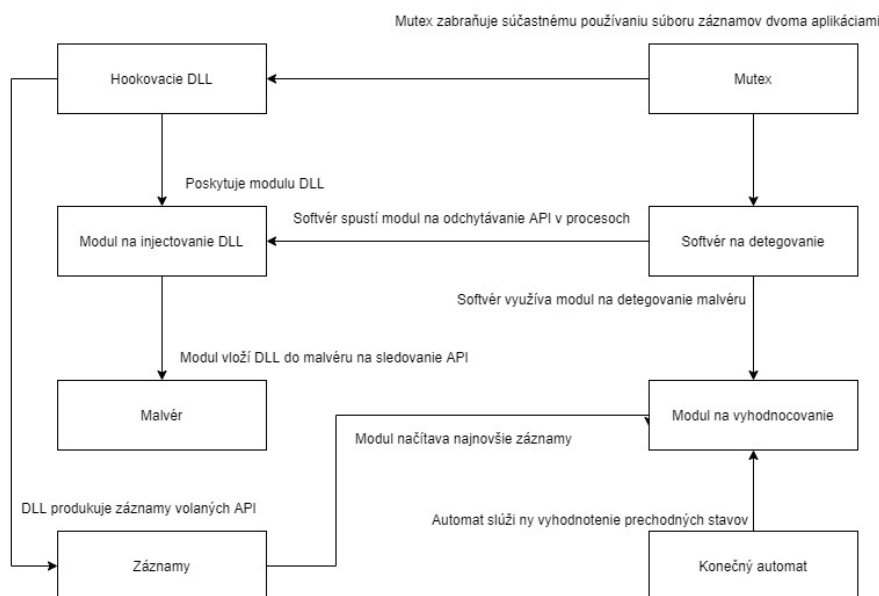 Mutex zabraňuje súčastnému používaniu súboru záznamov dvoma aplikáciami
Hookovacie DLL
Mutex
Poskytuje modulu DLL
Softvér spustí modul na odchytávanie API v procesoch
Modul na injectovanie DLL
Softvér na detegovanie
Softvér využíva modul na detegovanie malvéru
Modul vloží DLL do malvéru na sledovanie API
Malvér
Modul na vyhodnocovanie
Modul načítava najnovšie záznamy
DLL produkuje záznamy volaných API
Automat slúži ny vyhodnotenie prechodných stavov
Záznamy
Konečný automat